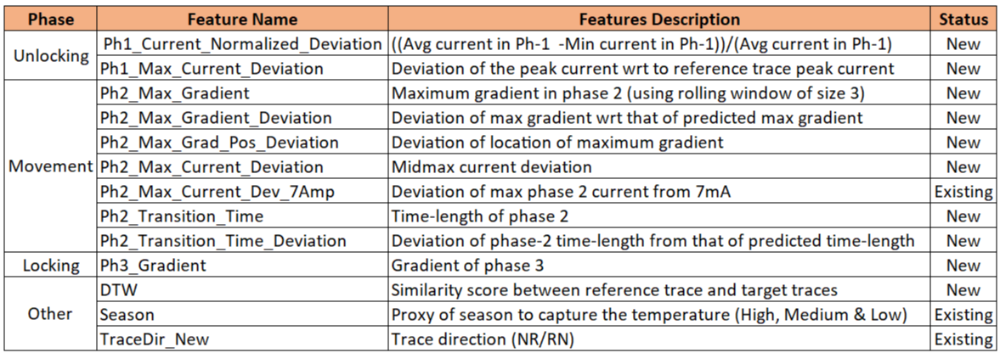 Phase Feature Name Features Description Status
Unlocking Ph1_Current_Normalized_Deviation ((Avg current in Ph-1 -Min current in Ph-1))/(Avg current in Ph-1) New
Ph1_Max_Current_Deviation Deviation of the peak current wrt to reference trace peak current New
Movement Ph2_Max_Gradient Maximum gradient in phase 2 (using rolling window of size 3) New
Ph2_Max_Gradient_Deviation Deviation of max gradient wrt that of predicted max gradient New
Ph2_Max_Grad_Pos_Deviation Deviation of location of maximum gradient New
Ph2_Max_Current_Deviation Midmax current deviation New
Ph2_Max_Current_Dev_7Amp Deviation of max phase 2 current from 7mA Existing
Ph2_Transition_Time Time-length of phase 2 New
Ph2_Transition_Time_Deviation Deviation of phase-2 time-length from that of predicted time-length New
Locking Ph3_Gradient Gradient of phase 3 New
Other DTW Similarity score between reference trace and target traces New
Season Proxy of season to capture the temperature (High, Medium & Low) Existing
TraceDir_New Trace direction (NR/RN) Existing